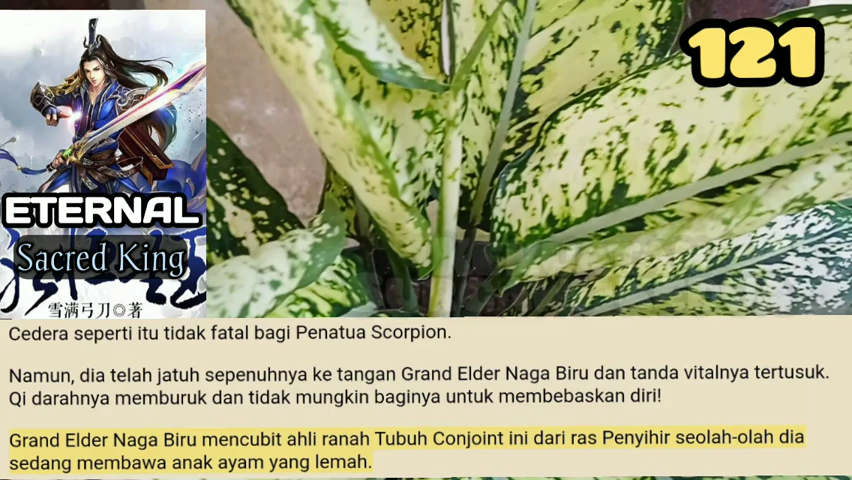 121
ETERNAL
Sacred King
雪满弓刀◎著
Cedera seperti itu tidak fatal bagi Penatua Scorpion.
Namun, dia telah jatuh sepenuhnya ke tangan Grand Elder Naga Biru dan tanda vitalnya tertusuk.
Qi darahnya memburuk dan tidak mungkin baginya untuk membebaskan diri!
Grand Elder Naga Biru mencubit ahli ranah Tubuh Conjoint ini dari ras Penyihir seolah-olah dia
sedang membawa anak ayam yang lemah.